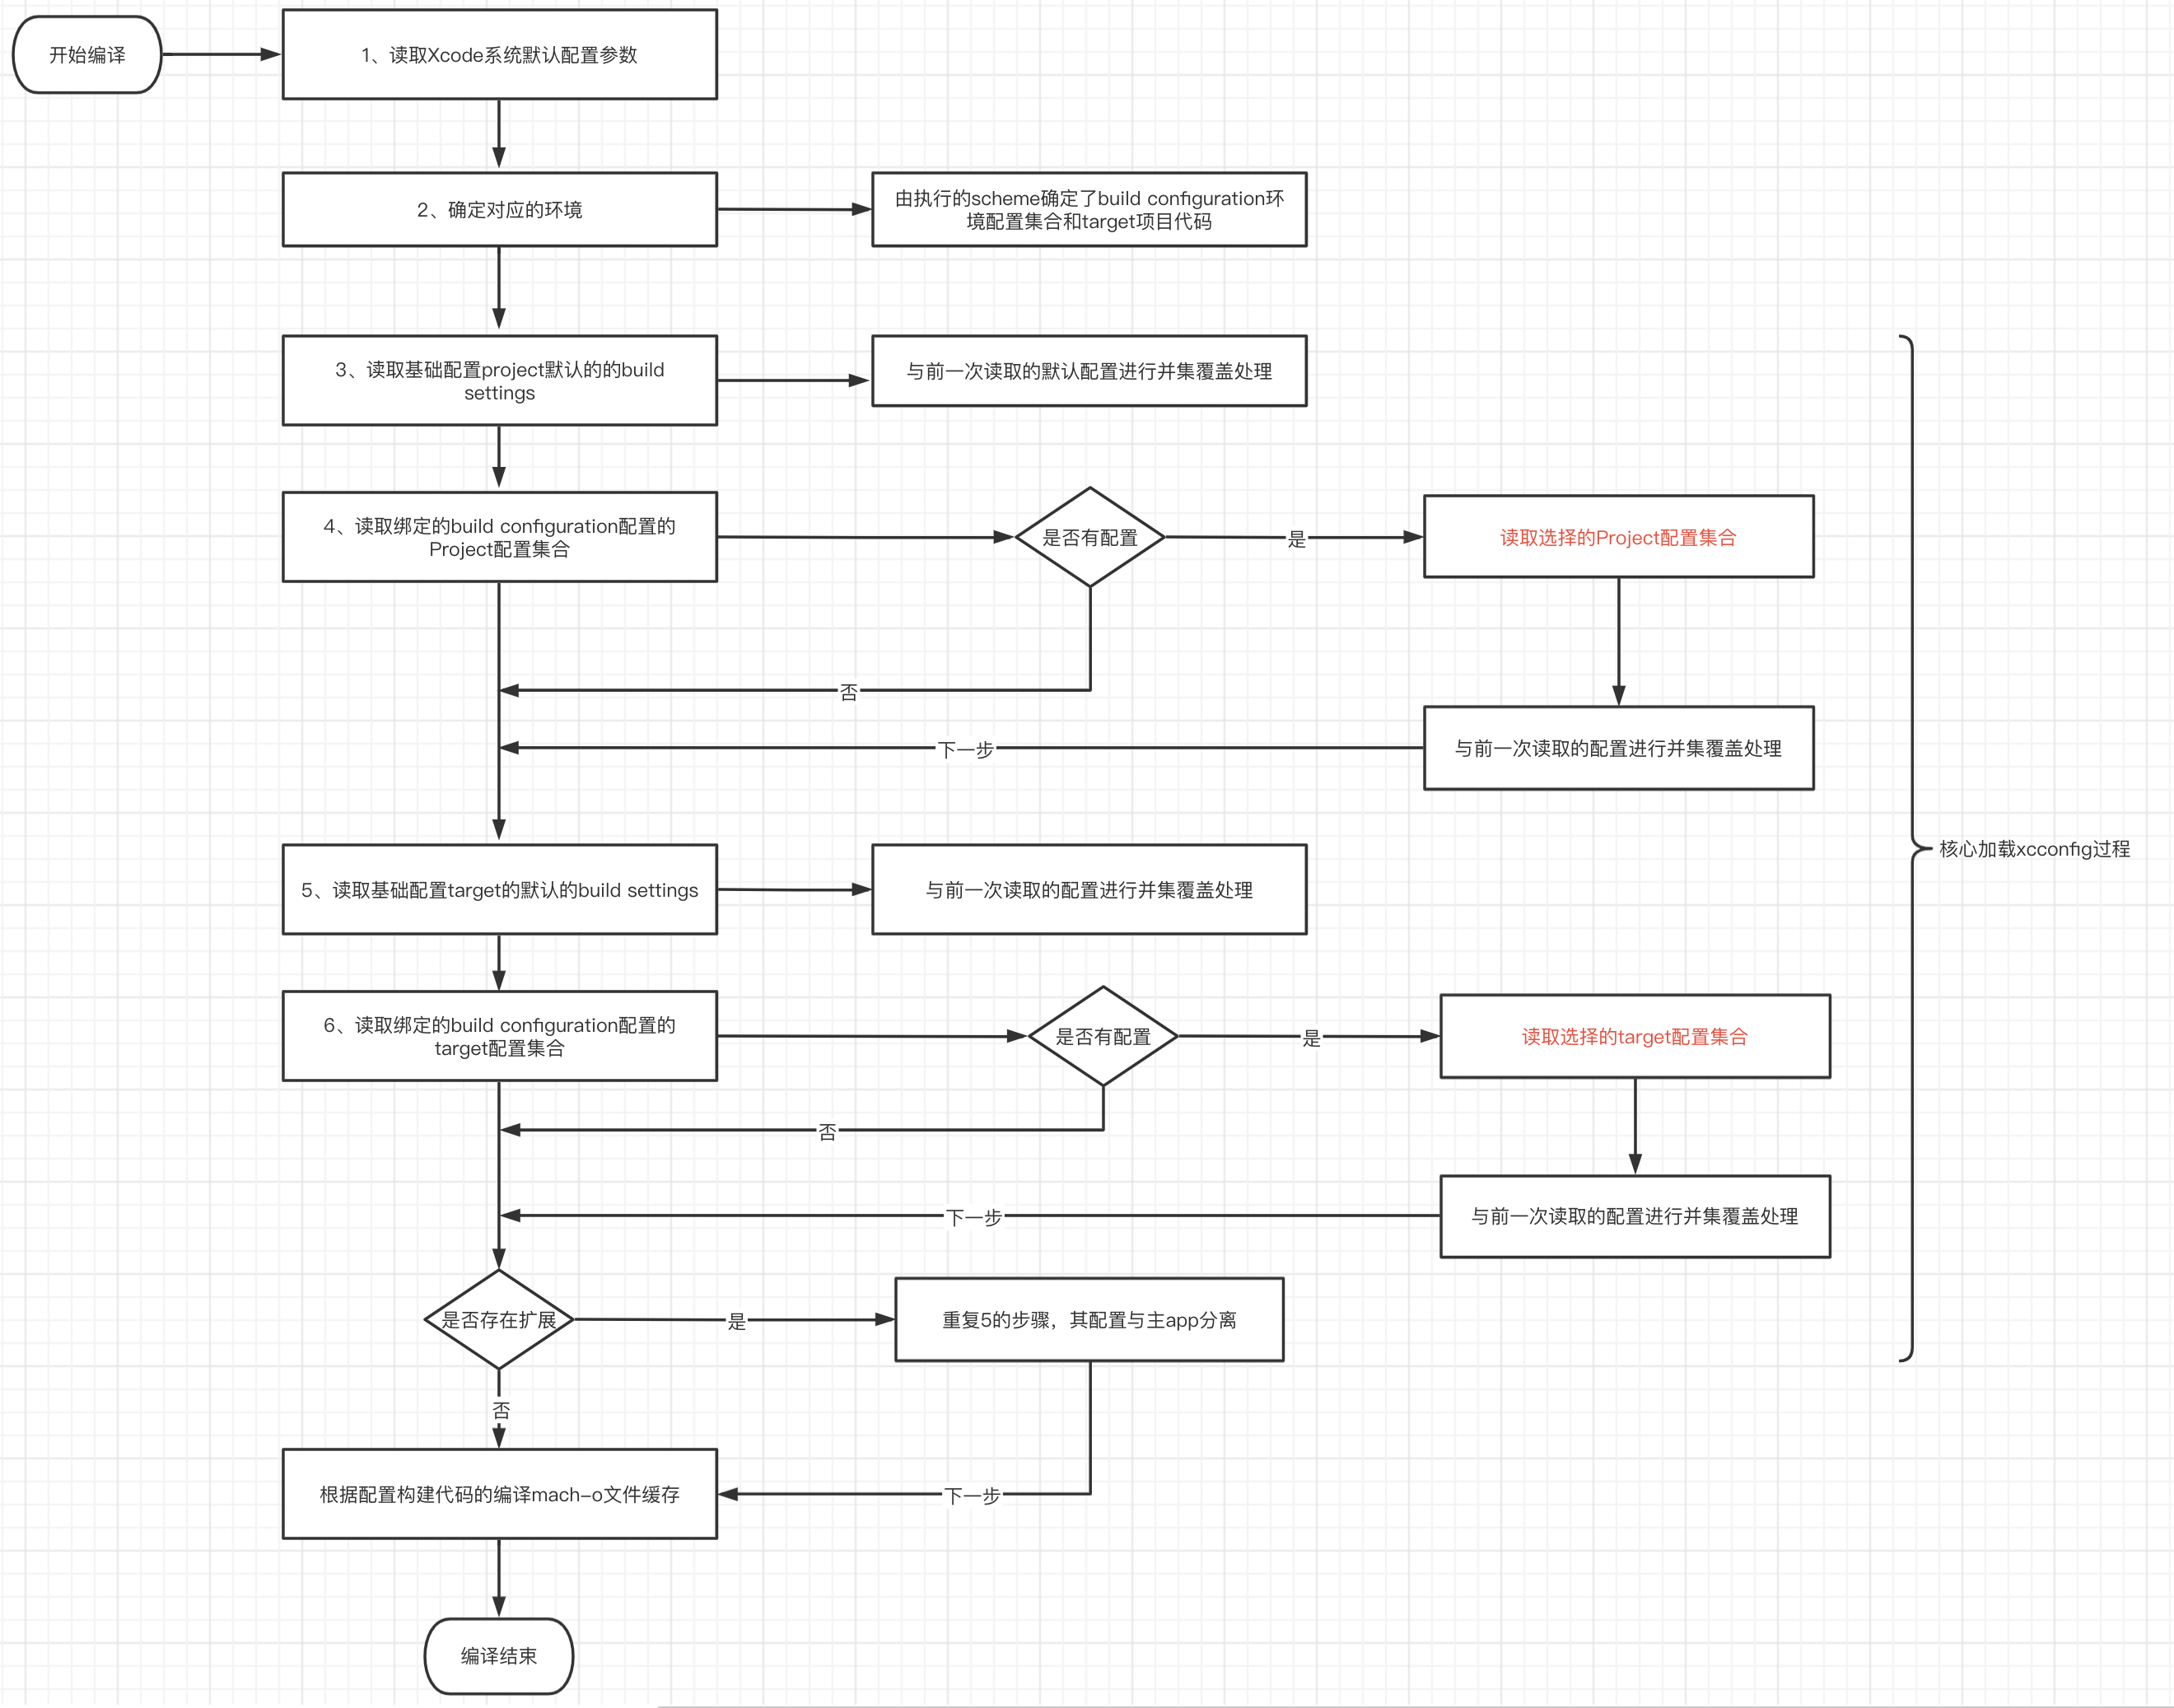 开始编译
1、读取Xcode系统默认配置参数
2、确定对应的环境
由执行的scheme确定了build configuration环
境配置集合和target项目代码
3、读取基础配置project默认的的build
settings
与前一次读取的默认配置进行并集覆盖处理
4、读取绑定的build configuration配置的
Project配置集合
是否有配置
是
读取选择的Project配置集合
否
下一步
与前一次读取的配置进行并集覆盖处理
核心加载xcconfig过程
5、读取基础配置target的默认的build settings
与前一次读取的配置进行并集覆盖处理
6、读取绑定的build configuration配置的
target配置集合
是否有配置
是
读取选择的target配置集合
否
下一步
与前一次读取的配置进行并集覆盖处理
是否存在扩展
是
重复5的步骤，其配置与主app分离
否
根据配置构建代码的编译mach-o文件缓存
下一步
编译结束